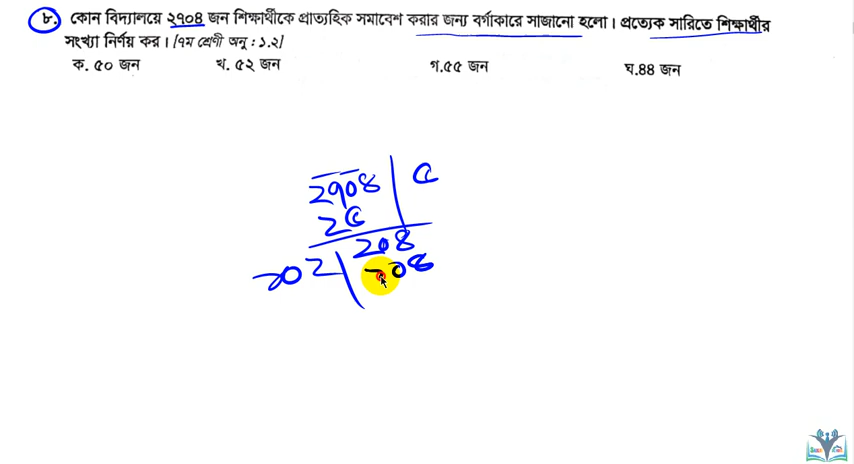 ৮. কোন বিদ্যালয়ে ২৭০৪ জন শিক্ষার্থীকে প্রাত্যহিক সমাবেশ করার জন্য বর্গাকারে সাজানো হলো। প্রত্যেক সারিতে শিক্ষার্থীর
সংখ্যা নির্ণয় কর। [৭ম শ্রেণী অনু : ১.২]
ক. ৫০ জন খ. ৫২ জন গ.৫৫ জন ঘ.৪৪ জন
২৭০৪ ৫
২৫
২০৪
১০২ ২০৪